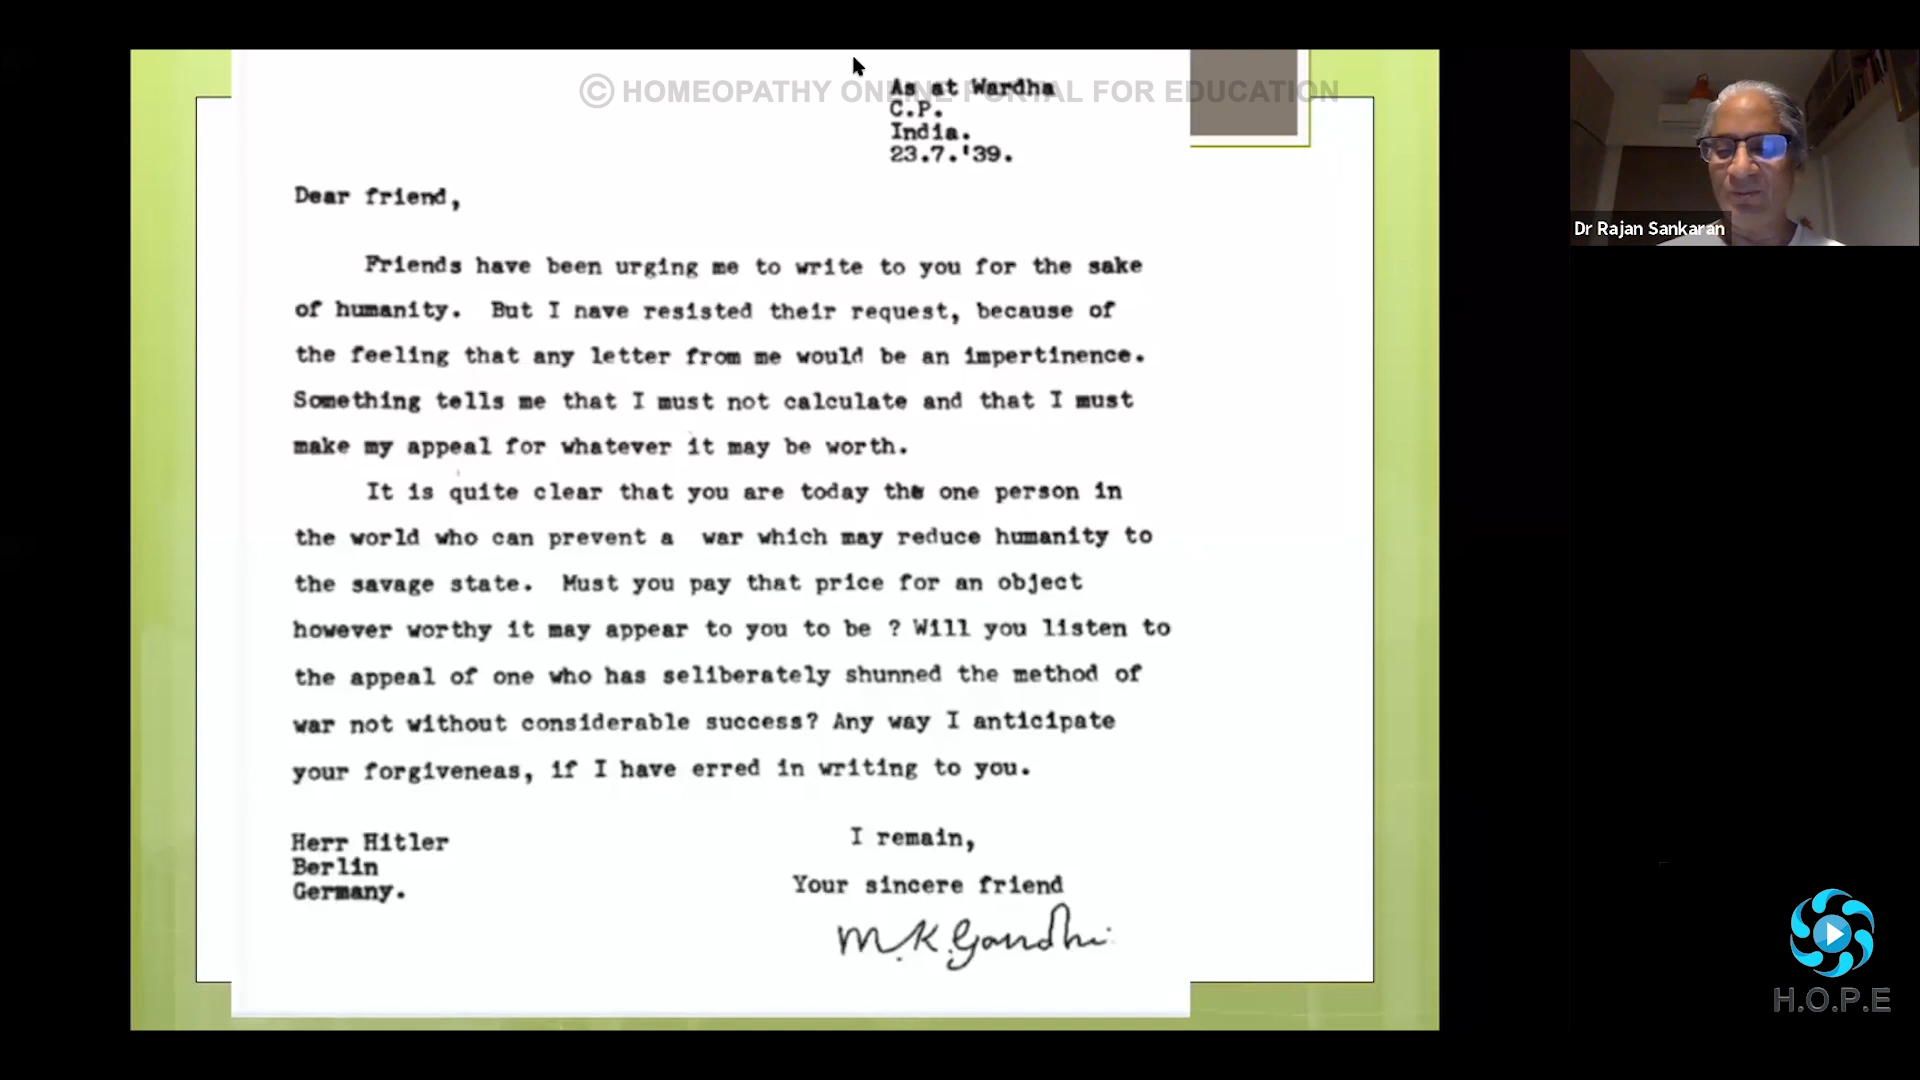 © HOMEOPATHY ONLINE PORTAL FOR EDUCATION
As at Wardha
C.P.
India.
23.7.'39.
Dear friend,
Friends have been urging me to write to you for the sake
of humanity. But I have resisted their request, because of
the feeling that any letter from me would be an impertinence.
Something tells me that I must not calculate and that I must
make my appeal for whatever it may be worth.
It is quite clear that you are today the one person in
the world who can prevent a war which may reduce humanity to
the savage state. Must you pay that price for an object
however worthy it may appear to you to be ? Will you listen to
the appeal of one who has seliberately shunned the method of
war not without considerable success? Any way I anticipate
your forgiveneas, if I have erred in writing to you.
Herr Hitler
Berlin
Germany.
I remain,
Your sincere friend
M.K.Gandhi
Dr Rajan Sankaran
H.O.P.E